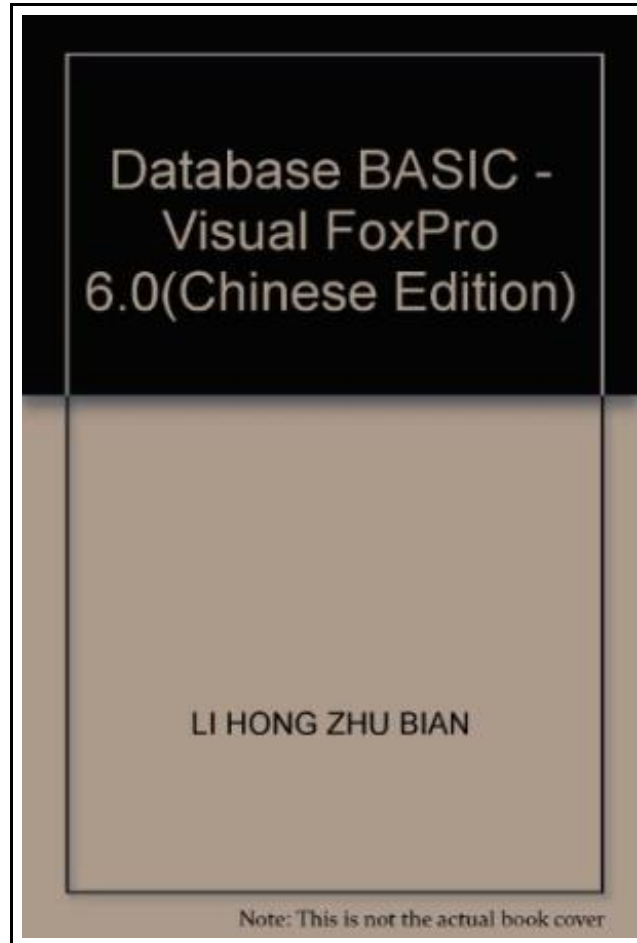 Database BASIC -
Visual FoxPro
6.0(Chinese Edition)
LI HONG ZHU BIAN
Note: This is not the actual book cover